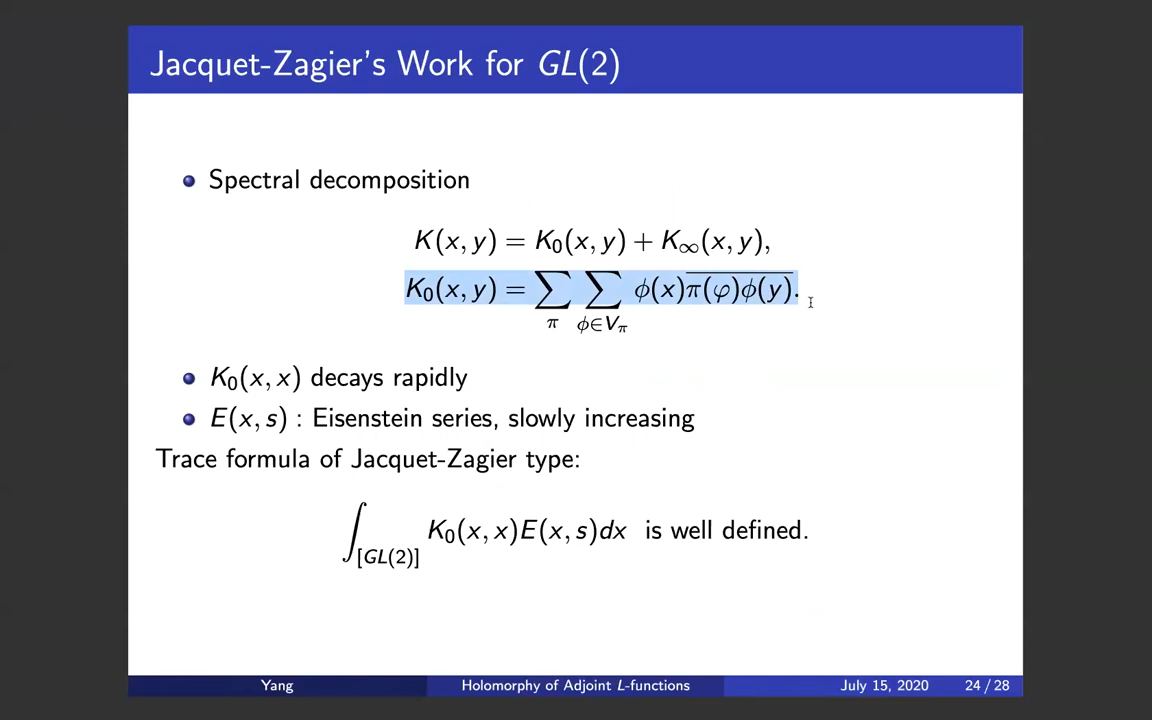 Jacquet-Zagier's Work for GL(2)
Spectral decomposition
K(x, y) = K₀(x, y) + K∞(x, y),
K₀(x, y) = ∑_π ∑_{ϕ∈V_π} ϕ(x)\overline{π(φ)ϕ(y)}.
K₀(x, x) decays rapidly
E(x, s) : Eisenstein series, slowly increasing
Trace formula of Jacquet-Zagier type:
∫_{[GL(2)]} K₀(x, x)E(x, s)dx is well defined.
Yang Holomorphy of Adjoint L-functions July 15, 2020 24 / 28